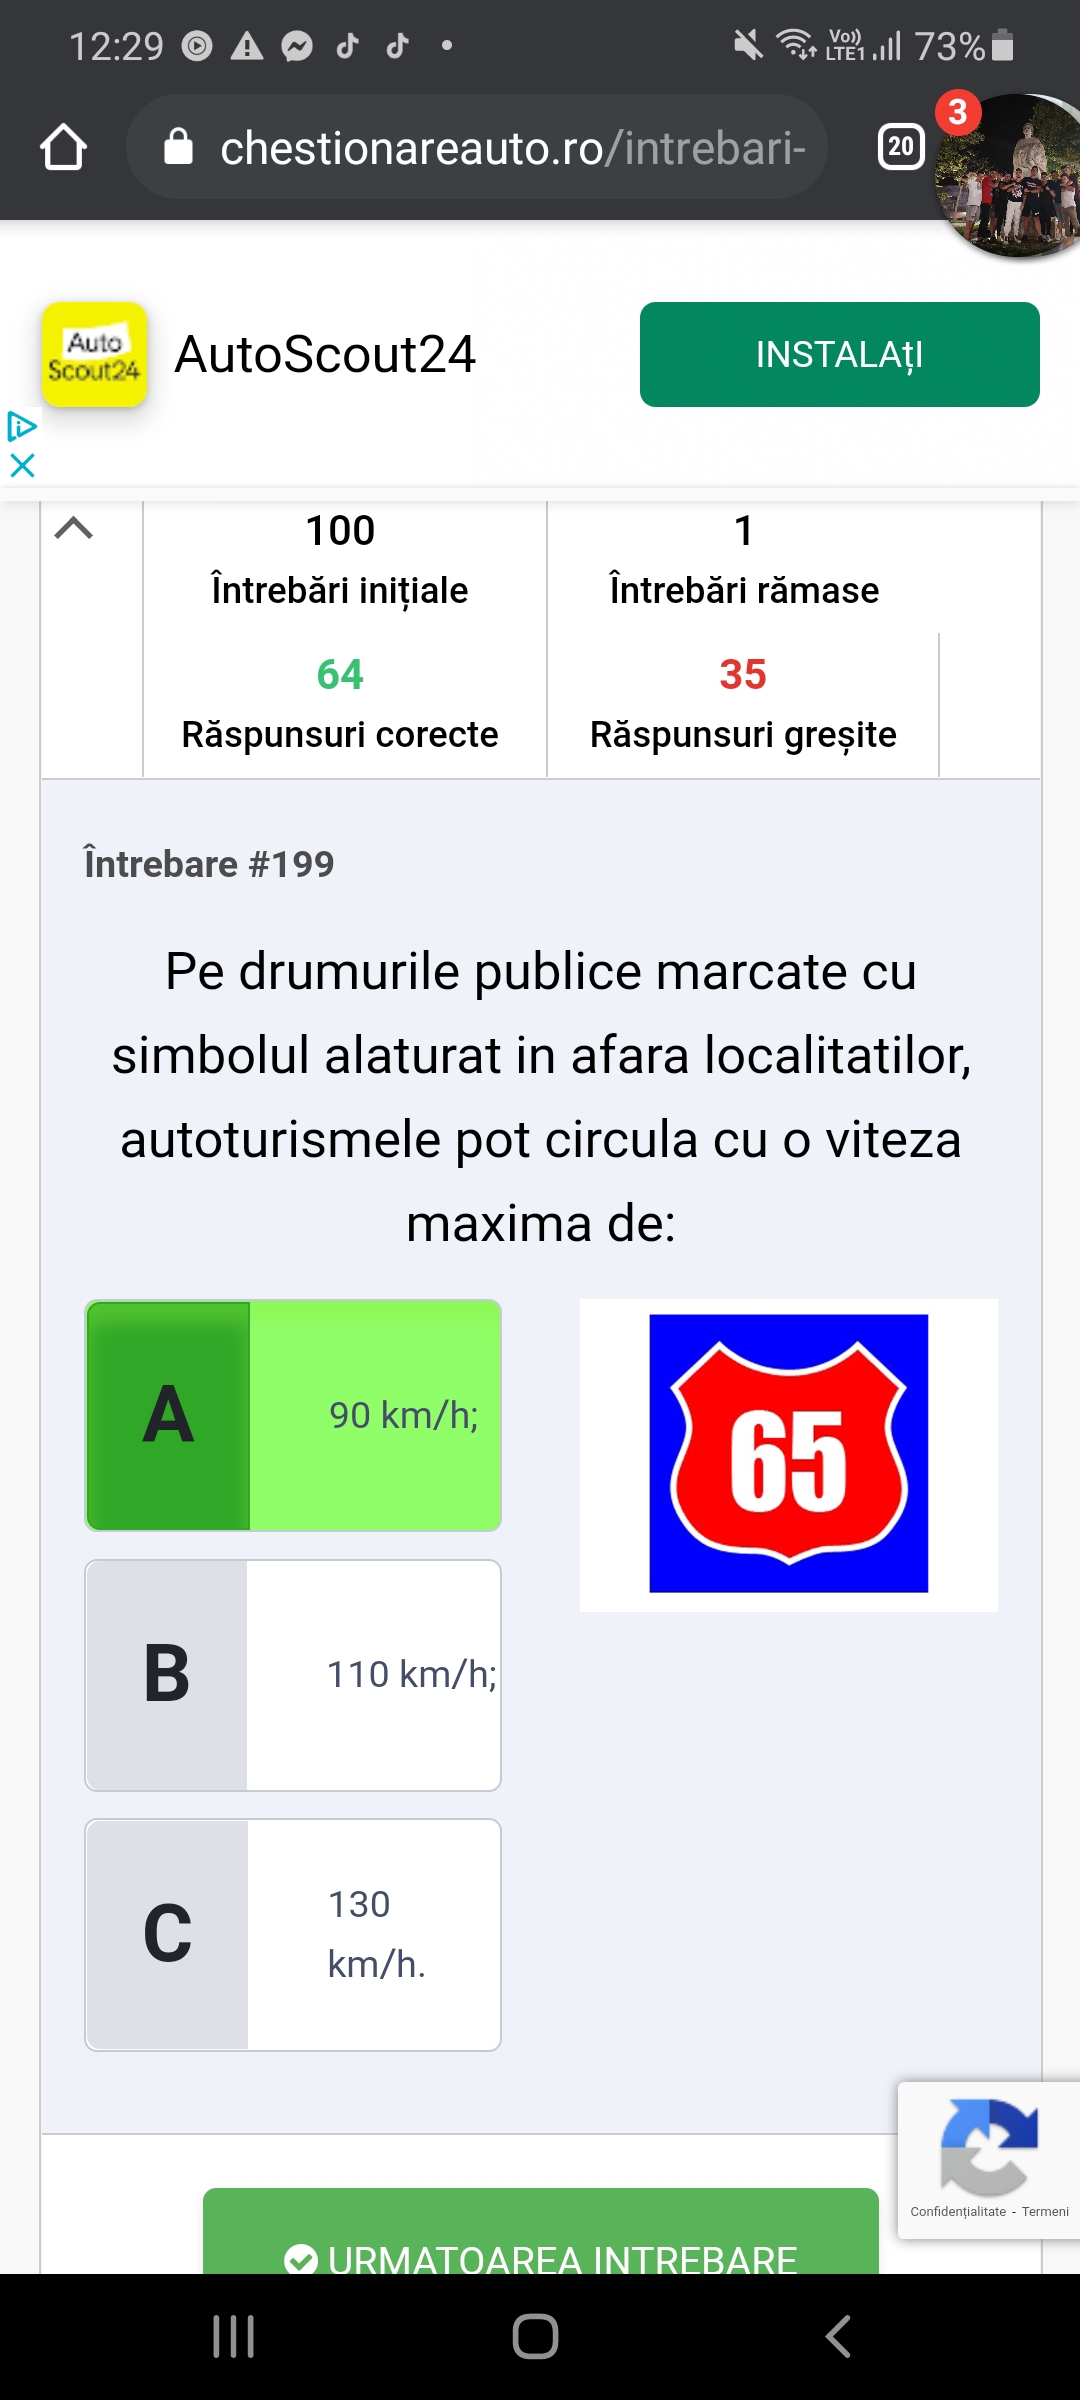 12:29
Vo))
LTE1
73%
chestionareauto.ro/intrebari-
20
3
Auto
Scout24
AutoScout24
INSTALAțI
100
Întrebări inițiale
1
Întrebări rămase
64
Răspunsuri corecte
35
Răspunsuri greșite
Întrebare #199
Pe drumurile publice marcate cu
simbolul alaturat in afara localitatilor,
autoturismele pot circula cu o viteza
maxima de:
A
90 km/h;
65
B
110 km/h;
C
130
km/h.
Confidențialitate - Termeni
URMATOAREA INTREBARE